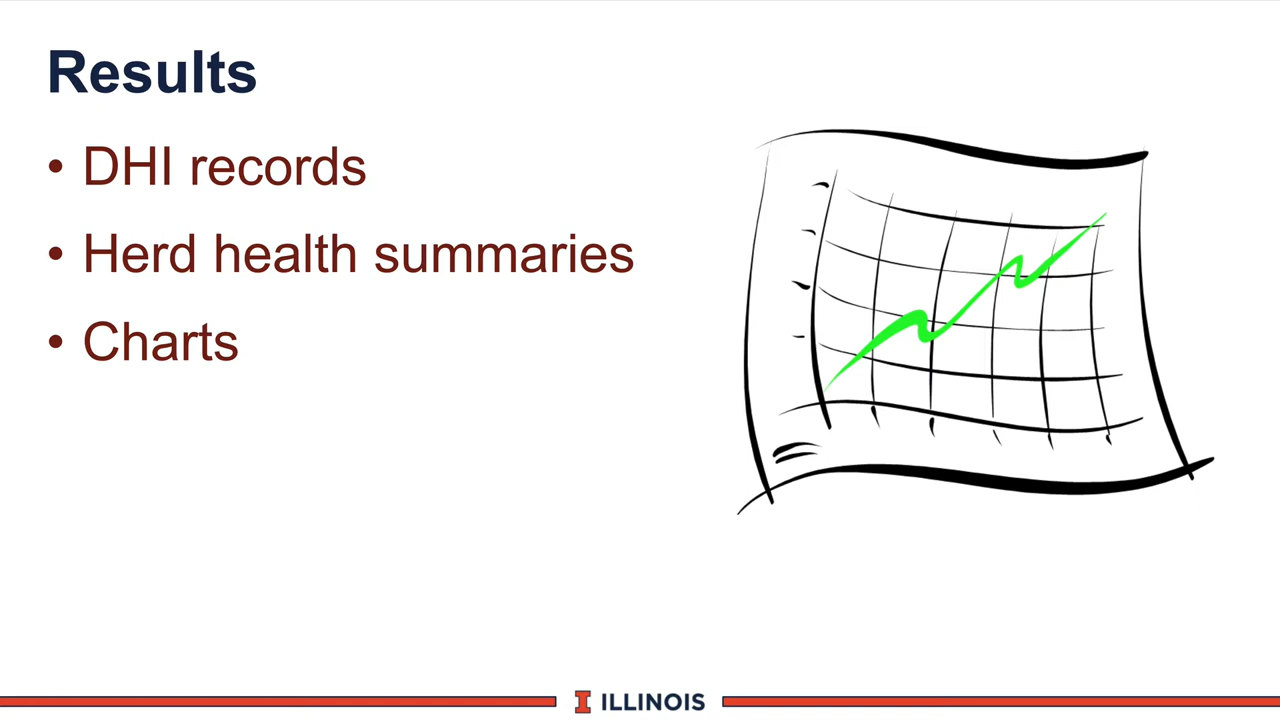 Results
• DHI records
• Herd health summaries
• Charts
I ILLINOIS